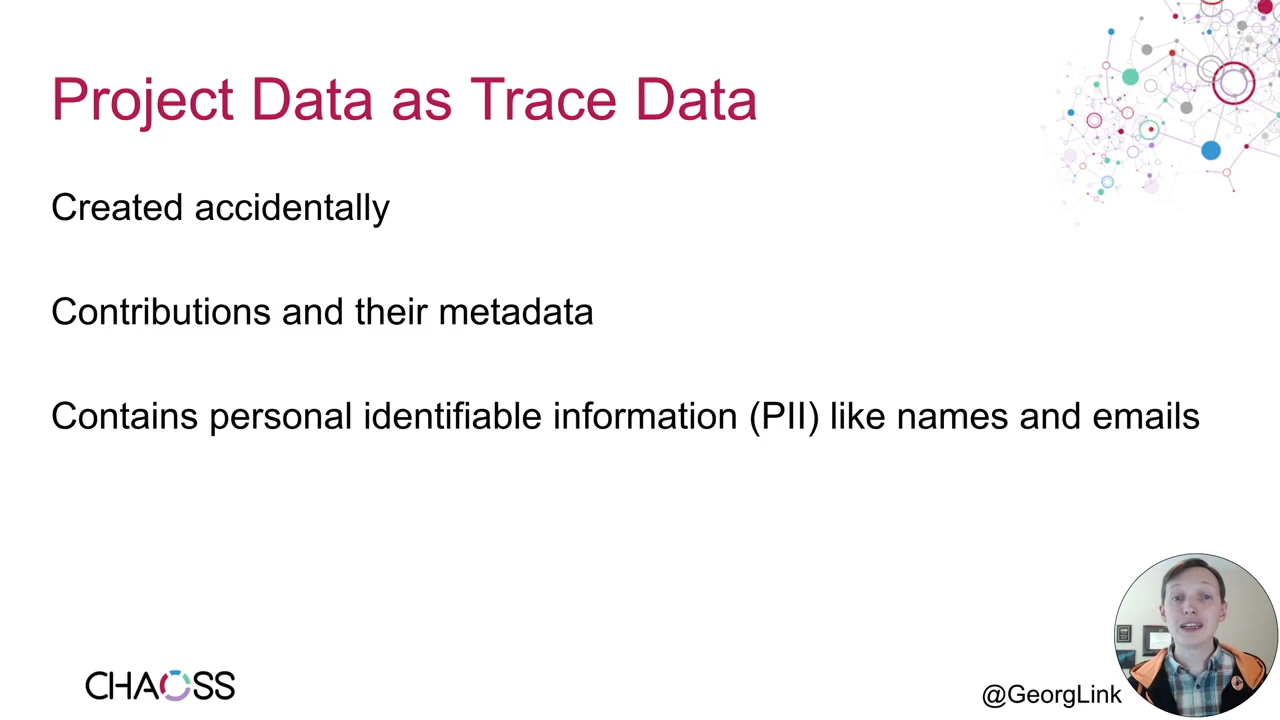 Project Data as Trace Data
Created accidentally
Contributions and their metadata
Contains personal identifiable information (PII) like names and emails
CHAOSS
@GeorgLink